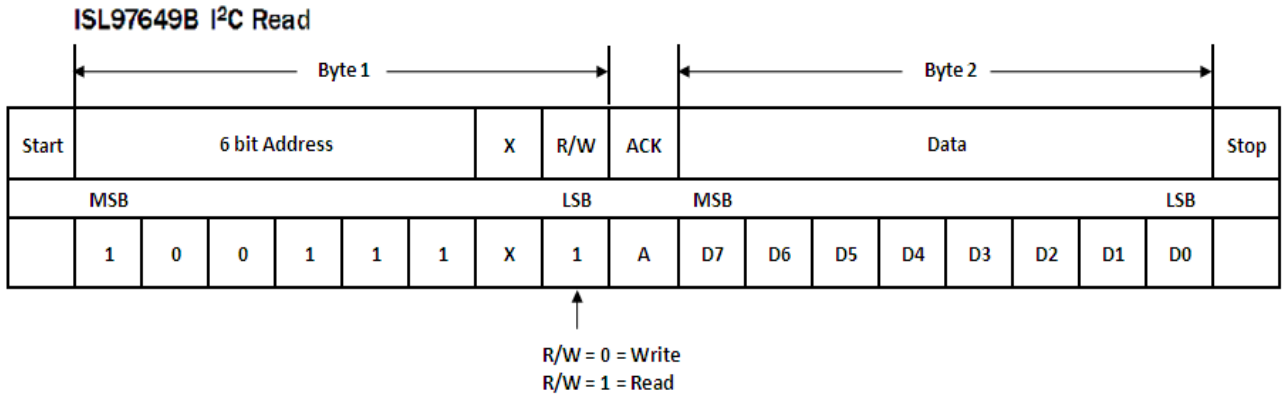 ISL97649B I²C Read
Byte 1 Byte 2
Start 6 bit Address X R/W ACK Data Stop
MSB LSB MSB LSB
1 0 0 1 1 1 X 1 A D7 D6 D5 D4 D3 D2 D1 D0
R/W = 0 = Write
R/W = 1 = Read